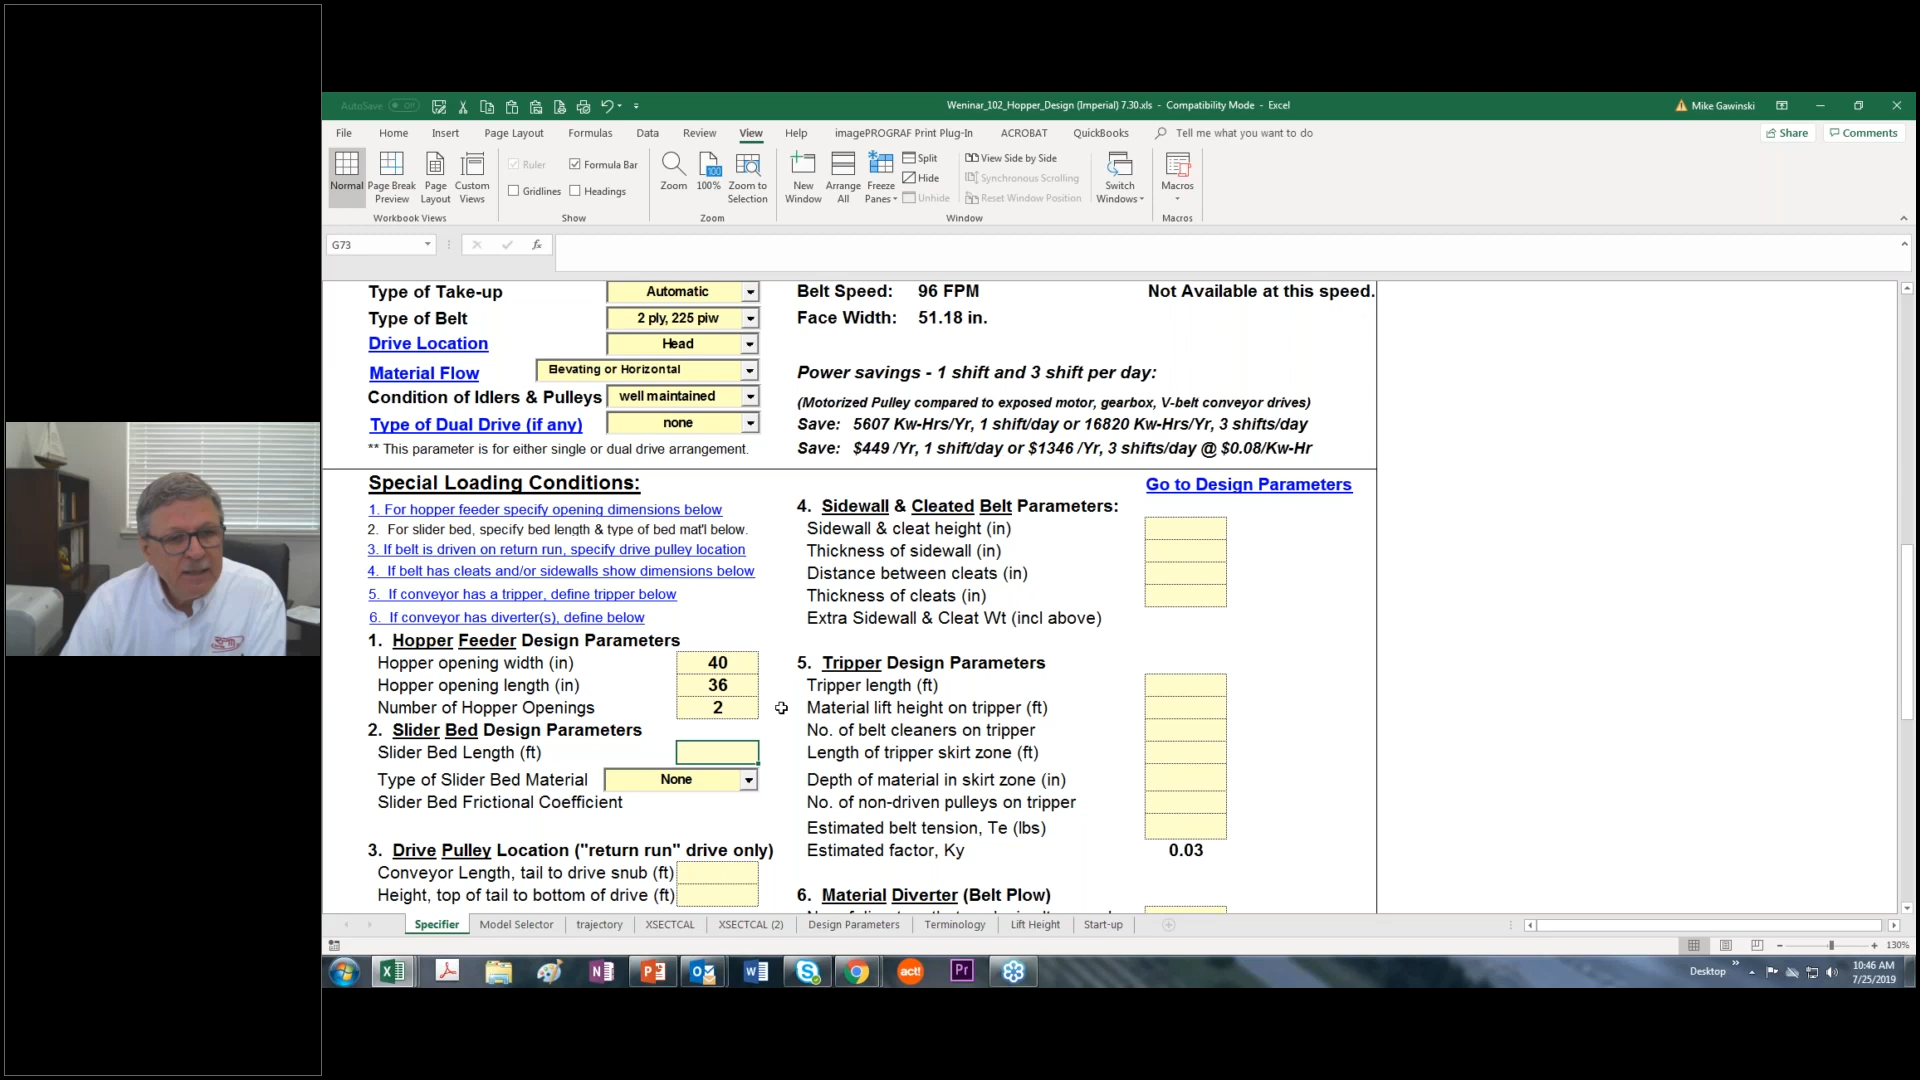 AutoSave Off
Weninar_102_Hopper_Design (Imperial) 7.30.xls - Compatibility Mode - Excel
Mike Gawinski
File Home Insert Page Layout Formulas Data Review View Help imagePROGRAF Print Plug-in ACROBAT QuickBooks Tell me what you want to do
Share Comments
Normal
Page Break Preview
Page Layout
Custom Views
Workbook Views
Ruler
Formula Bar
Gridlines
Headings
Show
Zoom
100%
Zoom to Selection
Zoom
New Window
Arrange All
Freeze Panes
Split
Hide
Unhide
View Side by Side
Synchronous Scrolling
Reset Window Position
Window
Switch Windows
Macros
Macros
G73
fx
Type of Take-up Automatic
Type of Belt 2 ply, 225 piw
Drive Location Head
Material Flow Elevating or Horizontal
Condition of Idlers & Pulleys well maintained
Type of Dual Drive (if any) none
** This parameter is for either single or dual drive arrangement.
Belt Speed: 96 FPM Not Available at this speed.
Face Width: 51.18 in.
Power savings - 1 shift and 3 shift per day:
(Motorized Pulley compared to exposed motor, gearbox, V-belt conveyor drives)
Save: 5607 Kw-Hrs/Yr, 1 shift/day or 16820 Kw-Hrs/Yr, 3 shifts/day
Save: $449 /Yr, 1 shift/day or $1346 /Yr, 3 shifts/day @ $0.08/Kw-Hr
Special Loading Conditions:
1. For hopper feeder specify opening dimensions below
2. For slider bed, specify bed length & type of bed mat'l below.
3. If belt is driven on return run, specify drive pulley location
4. If belt has cleats and/or sidewalls show dimensions below
5. If conveyor has a tripper, define tripper below
6. If conveyor has diverter(s), define below
1. Hopper Feeder Design Parameters
Hopper opening width (in) 40
Hopper opening length (in) 36
Number of Hopper Openings 2
2. Slider Bed Design Parameters
Slider Bed Length (ft)
Type of Slider Bed Material None
Slider Bed Frictional Coefficient
3. Drive Pulley Location ("return run" drive only)
Conveyor Length, tail to drive snub (ft)
Height, top of tail to bottom of drive (ft)
Go to Design Parameters
4. Sidewall & Cleated Belt Parameters:
Sidewall & cleat height (in)
Thickness of sidewall (in)
Distance between cleats (in)
Thickness of cleats (in)
Extra Sidewall & Cleat Wt (incl above)
5. Tripper Design Parameters
Tripper length (ft)
Material lift height on tripper (ft)
No. of belt cleaners on tripper
Length of tripper skirt zone (ft)
Depth of material in skirt zone (in)
No. of non-driven pulleys on tripper
Estimated belt tension, Te (lbs)
Estimated factor, Ky 0.03
6. Material Diverter (Belt Plow)
Specifier Model Selector trajectory XSECTCAL XSECTCAL (2) Design Parameters Terminology Lift Height Start-up
130%
act!
Pr
Desktop
10:46 AM
7/25/2019